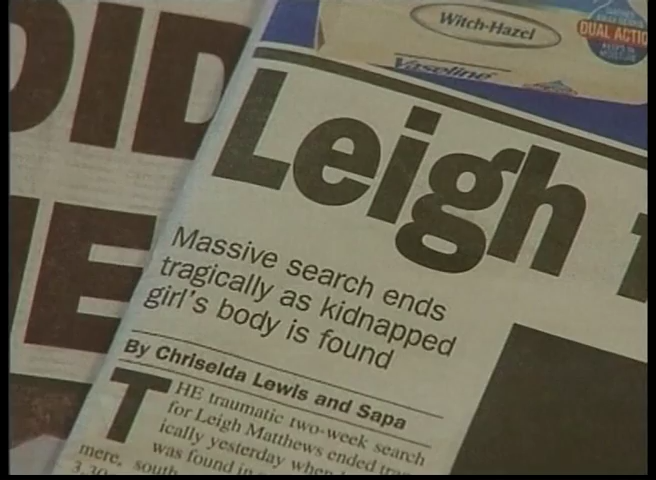 DID
Witch-Hazel
DUAL ACTIO
Vaseline
Leigh
Massive search ends
tragically as kidnapped
girl's body is found
By Chriselda Lewis and Sapa
THE traumatic two-week search
for Leigh Matthews ended
ically yesterday when
was found in
mere, south